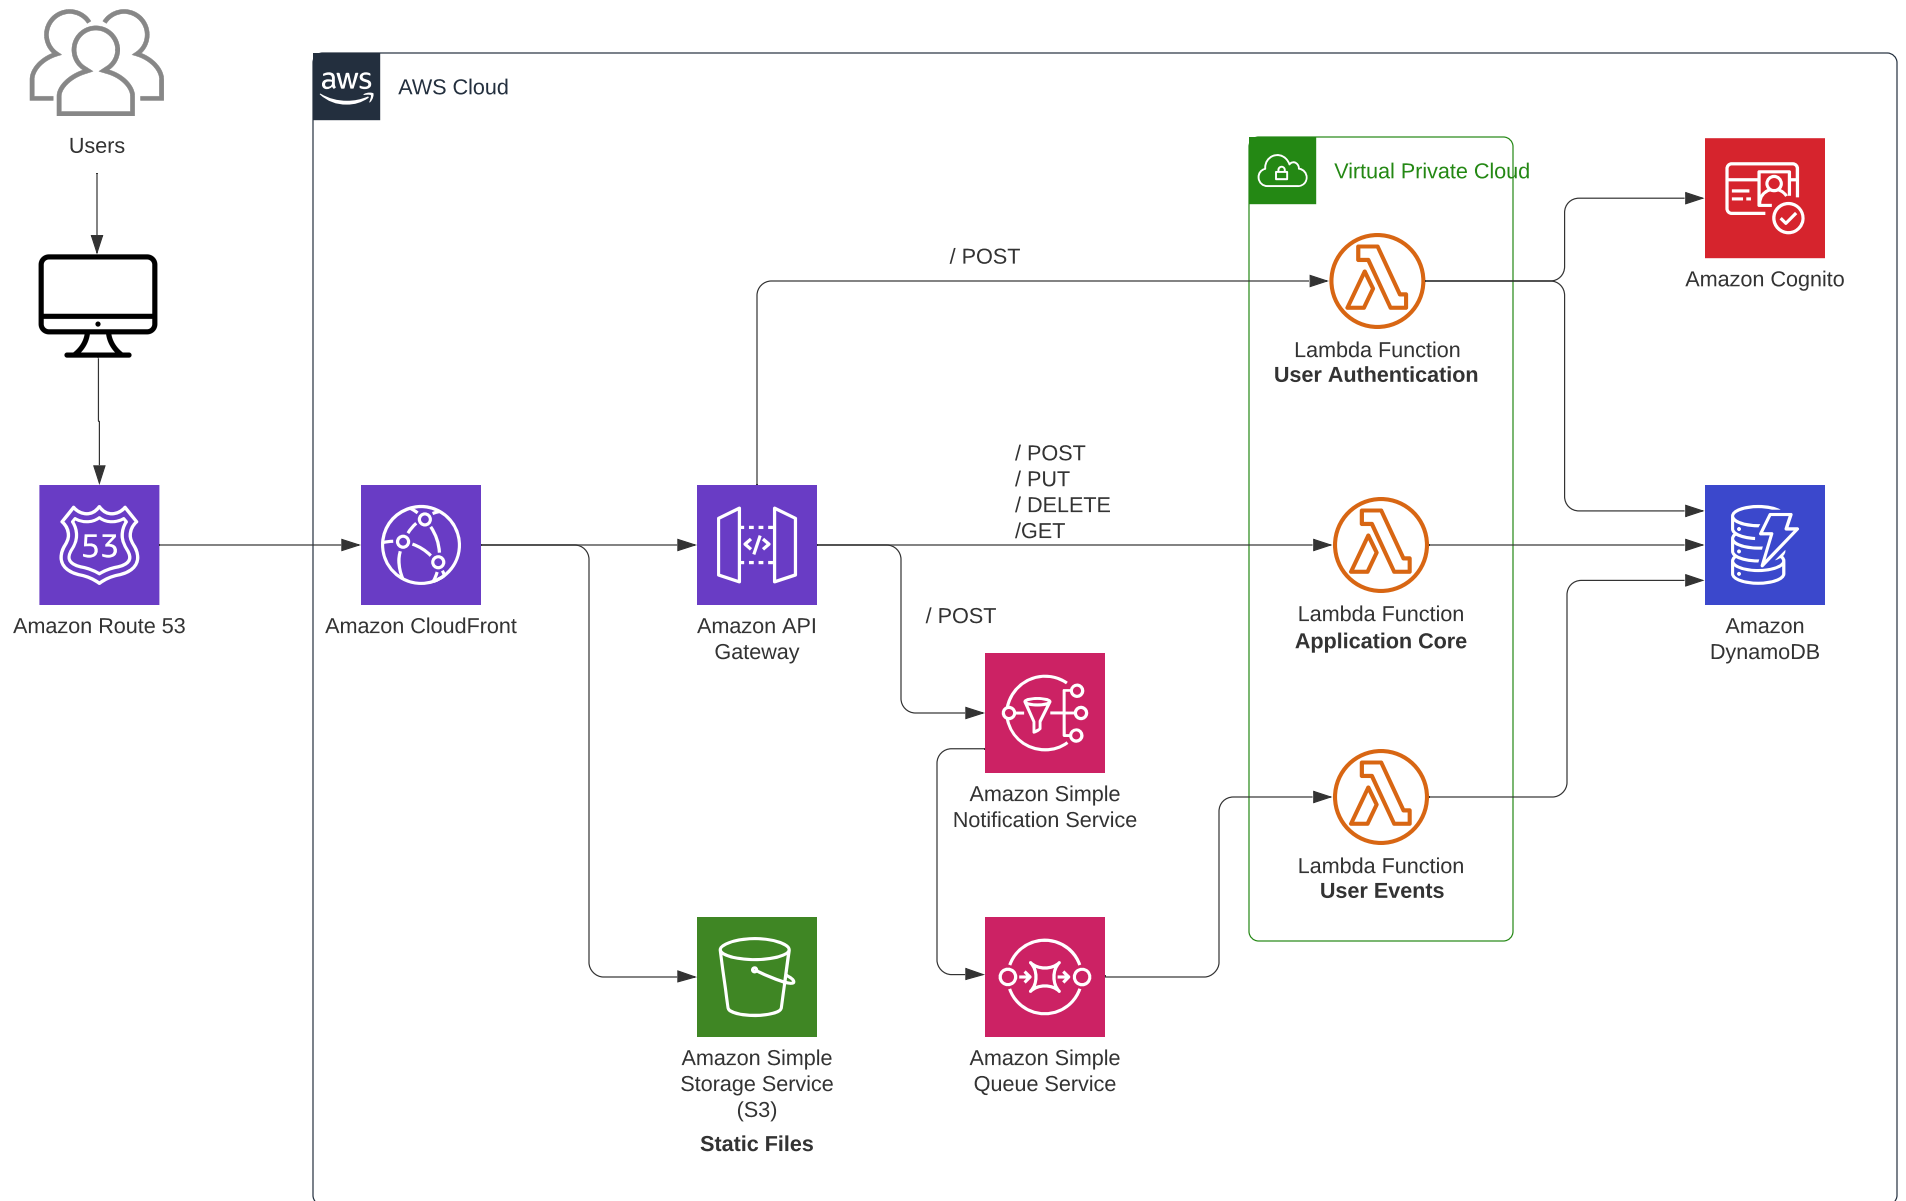 Users
aws
AWS Cloud
Virtual Private Cloud
/ POST
Amazon Cognito
Lambda Function
User Authentication
/ POST
/ PUT
/ DELETE
/GET
53
Amazon Route 53
Amazon CloudFront
Amazon API
Gateway
/ POST
Lambda Function
Application Core
Amazon
DynamoDB
Amazon Simple
Notification Service
Lambda Function
User Events
Amazon Simple
Storage Service
(S3)
Static Files
Amazon Simple
Queue Service